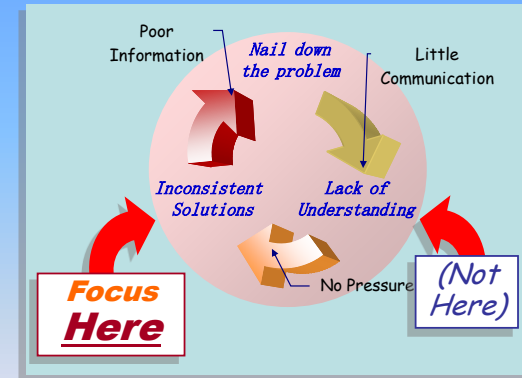 Poor
Information
Nail down
the problem
Little
Communication
Inconsistent
Solutions
Lack of
Understanding
No Pressure
Focus
Here
(Not
Here)